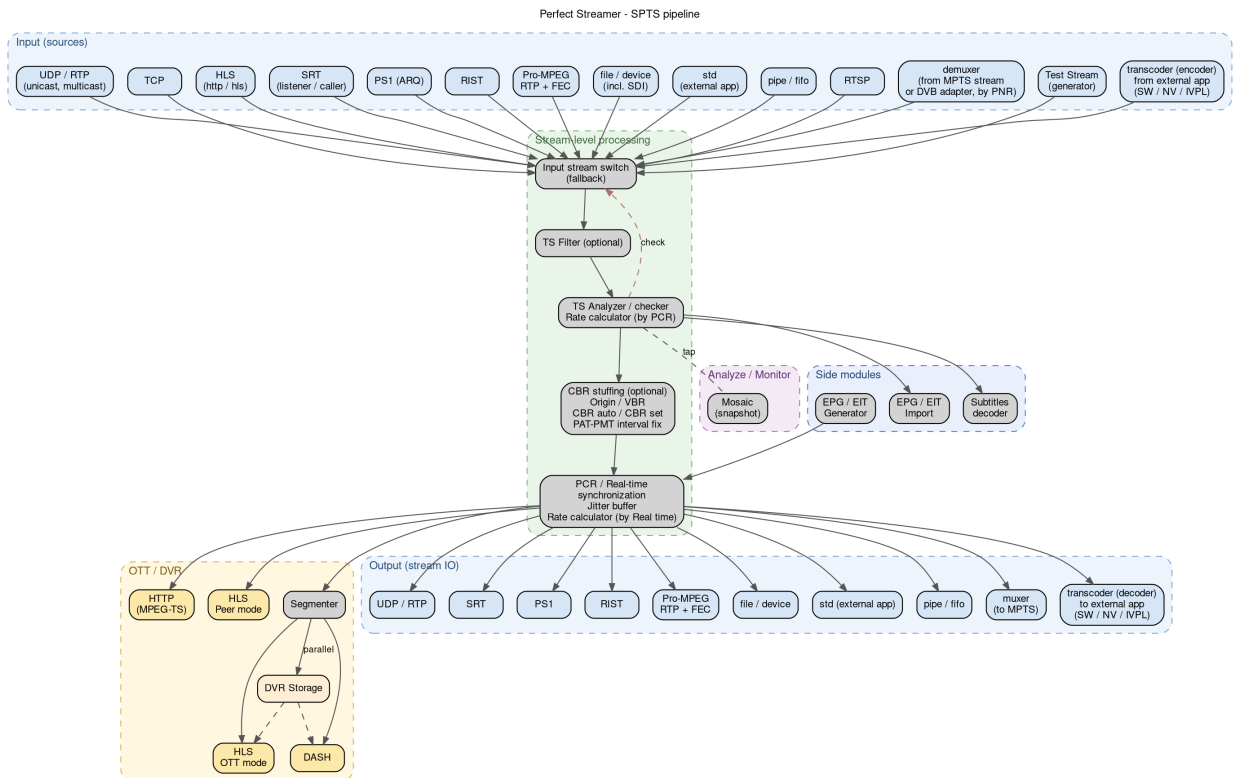 Perfect Streamer - SPTS pipeline
Input (sources)
UDP / RTP
(unicast, multicast)
TCP
HLS
(http / hls)
SRT
(listener / caller)
PS1 (ARQ)
RIST
Pro-MPEG
RTP + FEC
file / device
(incl. SDI)
std
(external app)
pipe / fifo
RTSP
demuxer
(from MPTS stream
or DVB adapter, by PNR)
Test Stream
(generator)
transcoder (encoder)
from external app
(SW / NV / IVPL)
Stream-level processing
Input stream switch
(fallback)
TS Filter (optional)
check
TS Analyzer / checker
Rate calculator (by PCR)
tap
CBR stuffing (optional)
Origin / VBR
CBR auto / CBR set
PAT-PMT interval fix
Analyze / Monitor
Mosaic
(snapshot)
Side modules
EPG / EIT
Generator
EPG / EIT
Import
Subtitles
decoder
PCR / Real-time
synchronization
Jitter buffer
Rate calculator (by Real time)
OTT / DVR
HTTP
(MPEG-TS)
HLS
Peer mode
Segmenter
parallel
DVR Storage
HLS
OTT mode
DASH
Output (stream IO)
UDP / RTP
SRT
PS1
RIST
Pro-MPEG
RTP + FEC
file / device
std (external app)
pipe / fifo
muxer
(to MPTS)
transcoder (decoder)
to external app
(SW / NV / IVPL)